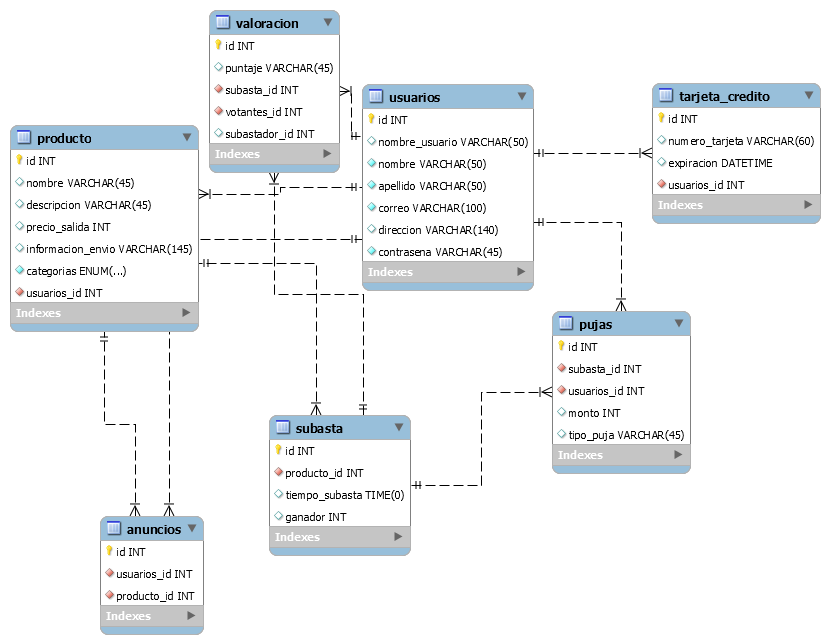 valoracion
id INT
puntaje VARCHAR(45)
subasta_id INT
votantes_id INT
subastador_id INT
Indexes
usuarios
id INT
nombre_usuario VARCHAR(50)
nombre VARCHAR(50)
apellido VARCHAR(50)
correo VARCHAR(100)
direccion VARCHAR(140)
contrasena VARCHAR(45)
Indexes
tarjeta_credito
id INT
numero_tarjeta VARCHAR(60)
expiracion DATETIME
usuarios_id INT
Indexes
producto
id INT
nombre VARCHAR(45)
descripcion VARCHAR(45)
precio_salida INT
informacion_envio VARCHAR(145)
categorias ENUM(...)
usuarios_id INT
Indexes
pujas
id INT
subasta_id INT
usuarios_id INT
monto INT
tipo_puja VARCHAR(45)
Indexes
subasta
id INT
producto_id INT
tiempo_subasta TIME(0)
ganador INT
Indexes
anuncios
id INT
usuarios_id INT
producto_id INT
Indexes